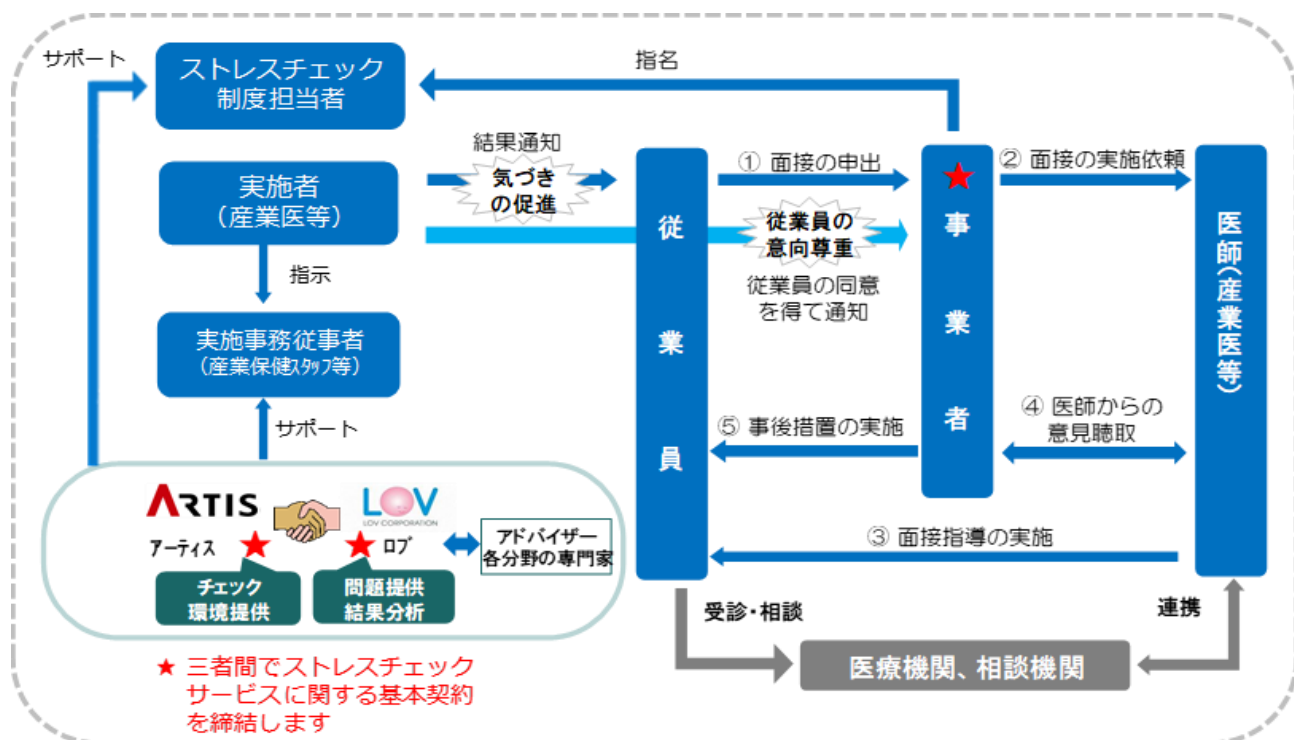 サポート
ストレスチェック
制度担当者
指名
実施者
（産業医等）
結果通知
気づき
の促進
指示
実施事務従事者
（産業保健ｽﾀｯﾌ等）
サポート
従業員
① 面接の申出
従業員の
意向尊重
従業員の同意
を得て通知
★
事業者
② 面接の実施依頼
医師（産業医等）
④ 医師からの
意見聴取
⑤ 事後措置の実施
③ 面接指導の実施
ARTIS
アーティス ★
チェック
環境提供
LOV
LOV CORPORATION
★ ロブ
問題提供
結果分析
アドバイザー
各分野の専門家
受診・相談
連携
医療機関、相談機関
★ 三者間でストレスチェック
サービスに関する基本契約
を締結します